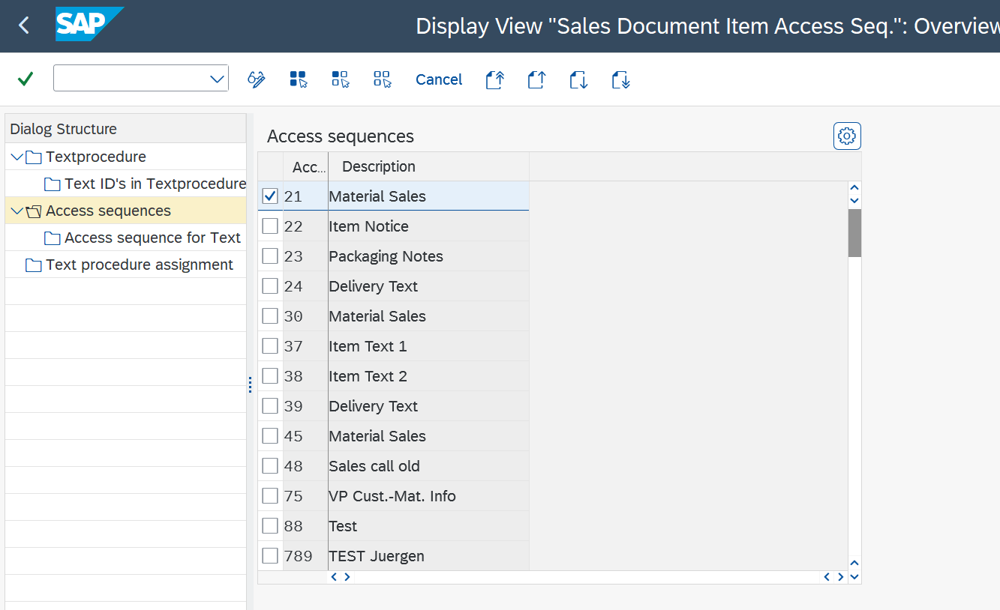 SAP
Display View "Sales Document Item Access Seq.": Overview
Cancel
Dialog Structure
Textprocedure
Text ID's in Textprocedure
Access sequences
Access sequence for Text
Text procedure assignment
Access sequences
Acc... Description
21 Material Sales
22 Item Notice
23 Packaging Notes
24 Delivery Text
30 Material Sales
37 Item Text 1
38 Item Text 2
39 Delivery Text
45 Material Sales
48 Sales call old
75 VP Cust.-Mat. Info
88 Test
789 TEST Juergen